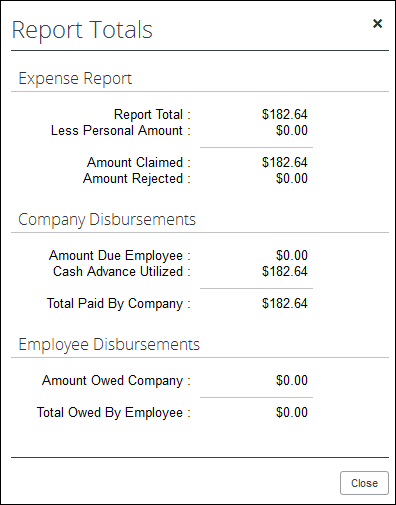 Report Totals ×
Expense Report
Report Total : $182.64
Less Personal Amount : $0.00
Amount Claimed : $182.64
Amount Rejected : $0.00
Company Disbursements
Amount Due Employee : $0.00
Cash Advance Utilized : $182.64
Total Paid By Company : $182.64
Employee Disbursements
Amount Owed Company : $0.00
Total Owed By Employee : $0.00
Close